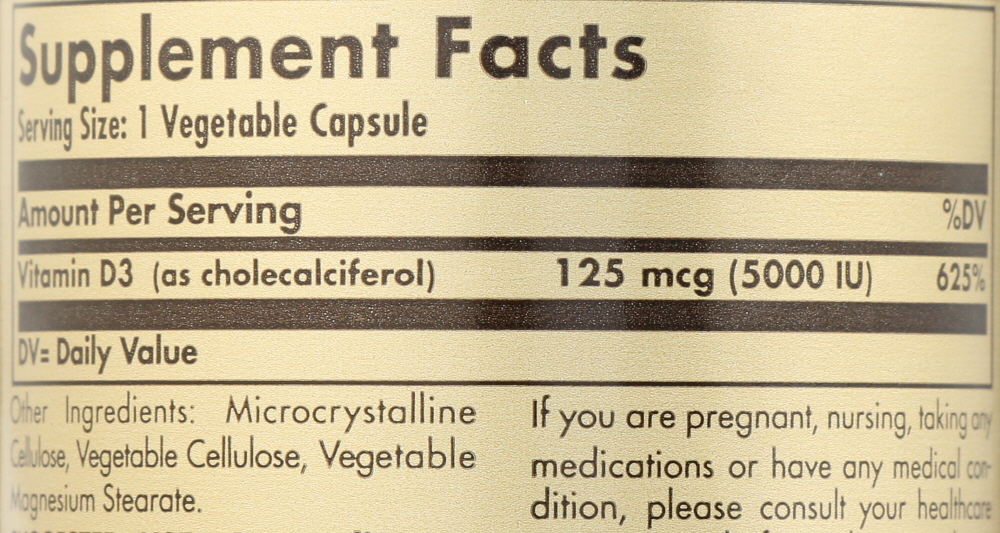 Supplement Facts
Serving Size: 1 Vegetable Capsule
Amount Per Serving %DV
Vitamin D3 (as cholecalciferol) 125 mcg (5000 IU) 625%
DV= Daily Value
Other Ingredients: Microcrystalline
Cellulose, Vegetable Cellulose, Vegetable
Magnesium Stearate.
If you are pregnant, nursing, taking any
medications or have any medical con-
dition, please consult your healthcare